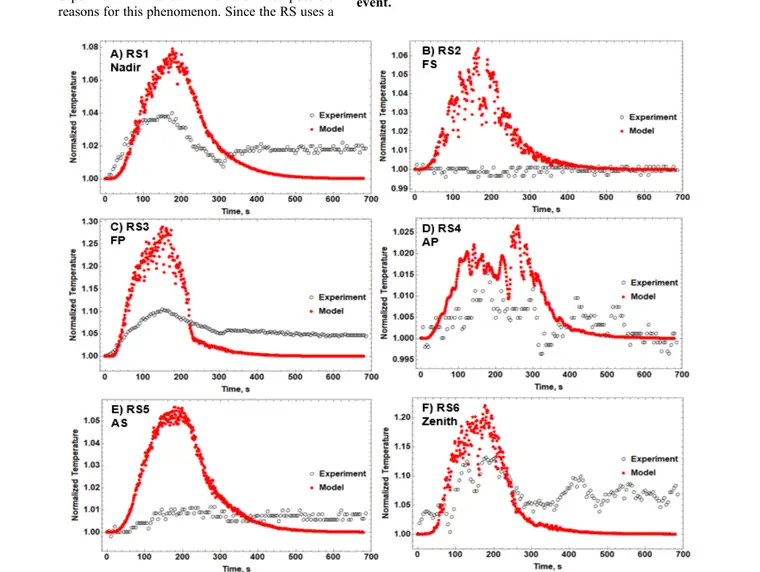 reasons for this phenomenon. Since the RS uses a
event.
A) RS1
Nadir
Experiment
Model
Normalized Temperature
1.08
1.06
1.04
1.02
1.00
0 100 200 300 400 500 600 700
Time, s
B) RS2
FS
Experiment
Model
Normalized Temperature
1.06
1.05
1.04
1.03
1.02
1.01
1.00
0.99
0 100 200 300 400 500 600 700
Time, s
C) RS3
FP
Experiment
Model
Normalized Temperature
1.30
1.25
1.20
1.15
1.10
1.05
1.00
0 100 200 300 400 500 600 700
Time, s
D) RS4
AP
Experiment
Model
Normalized Temperature
1.025
1.020
1.015
1.010
1.005
1.000
0.995
0 100 200 300 400 500 600 700
Time, s
E) RS5
AS
Experiment
Model
Normalized Temperature
1.05
1.04
1.03
1.02
1.01
1.00
0 100 200 300 400 500 600 700
Time, s
F) RS6
Zenith
Experiment
Model
Normalized Temperature
1.20
1.15
1.10
1.05
1.00
0 100 200 300 400 500 600 700
Time, s